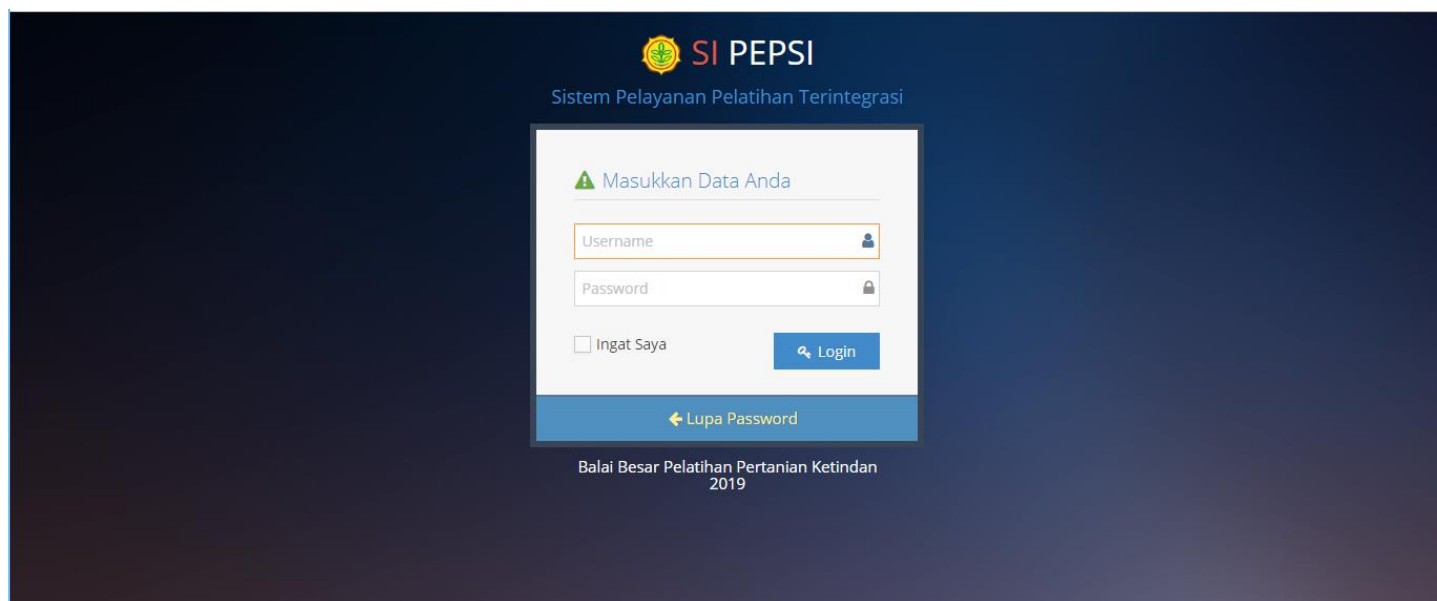 SI PEPSI
Sistem Pelayanan Pelatihan Terintegrasi
Masukkan Data Anda
Username
Password
Ingat Saya
Login
Lupa Password
Balai Besar Pelatihan Pertanian Ketindan
2019